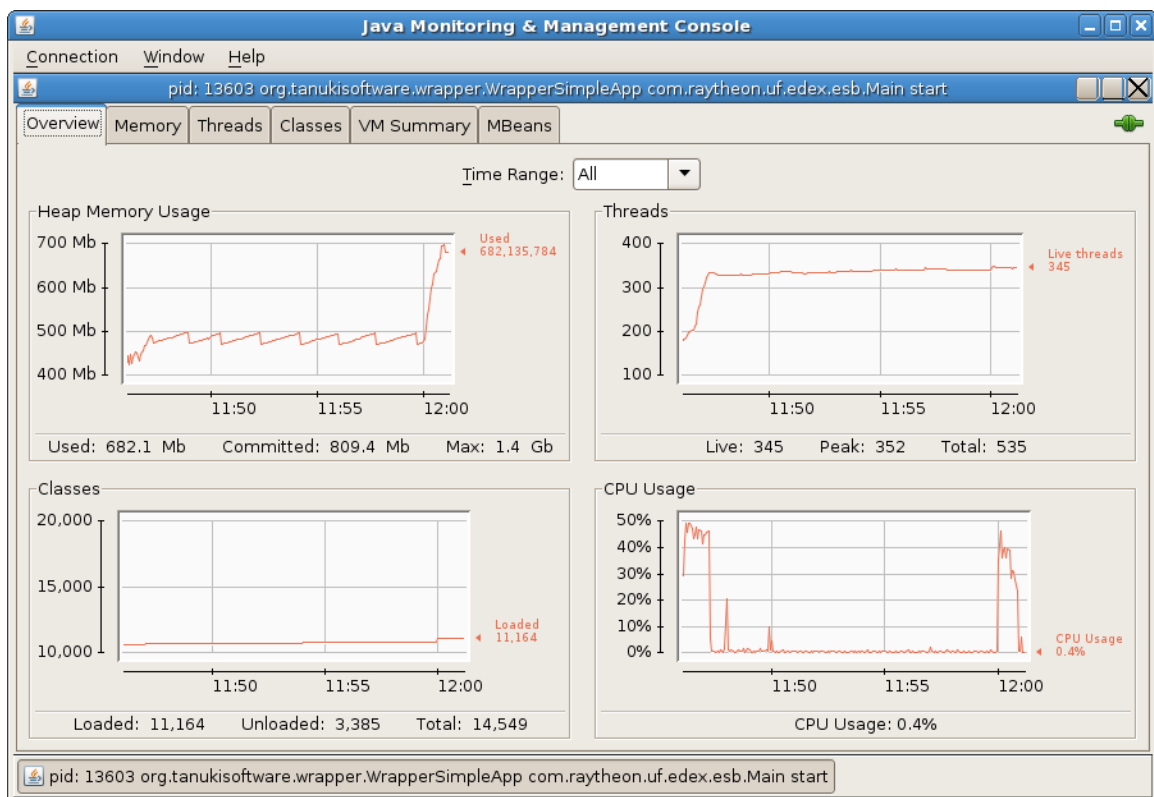 Java Monitoring & Management Console
Connection Window Help
pid: 13603 org.tanukisoftware.wrapper.WrapperSimpleApp com.raytheon.uf.edex.esb.Main start
Overview Memory Threads Classes VM Summary MBeans
Time Range: All
Heap Memory Usage
700 Mb
600 Mb
500 Mb
400 Mb
Used
682,135,784
11:50 11:55 12:00
Used: 682.1 Mb Committed: 809.4 Mb Max: 1.4 Gb
Threads
400
300
200
100
Live threads
345
11:50 11:55 12:00
Live: 345 Peak: 352 Total: 535
Classes
20,000
15,000
10,000
Loaded
11,164
11:50 11:55 12:00
Loaded: 11,164 Unloaded: 3,385 Total: 14,549
CPU Usage
50%
40%
30%
20%
10%
0%
CPU Usage
0.4%
11:50 11:55 12:00
CPU Usage: 0.4%
pid: 13603 org.tanukisoftware.wrapper.WrapperSimpleApp com.raytheon.uf.edex.esb.Main start